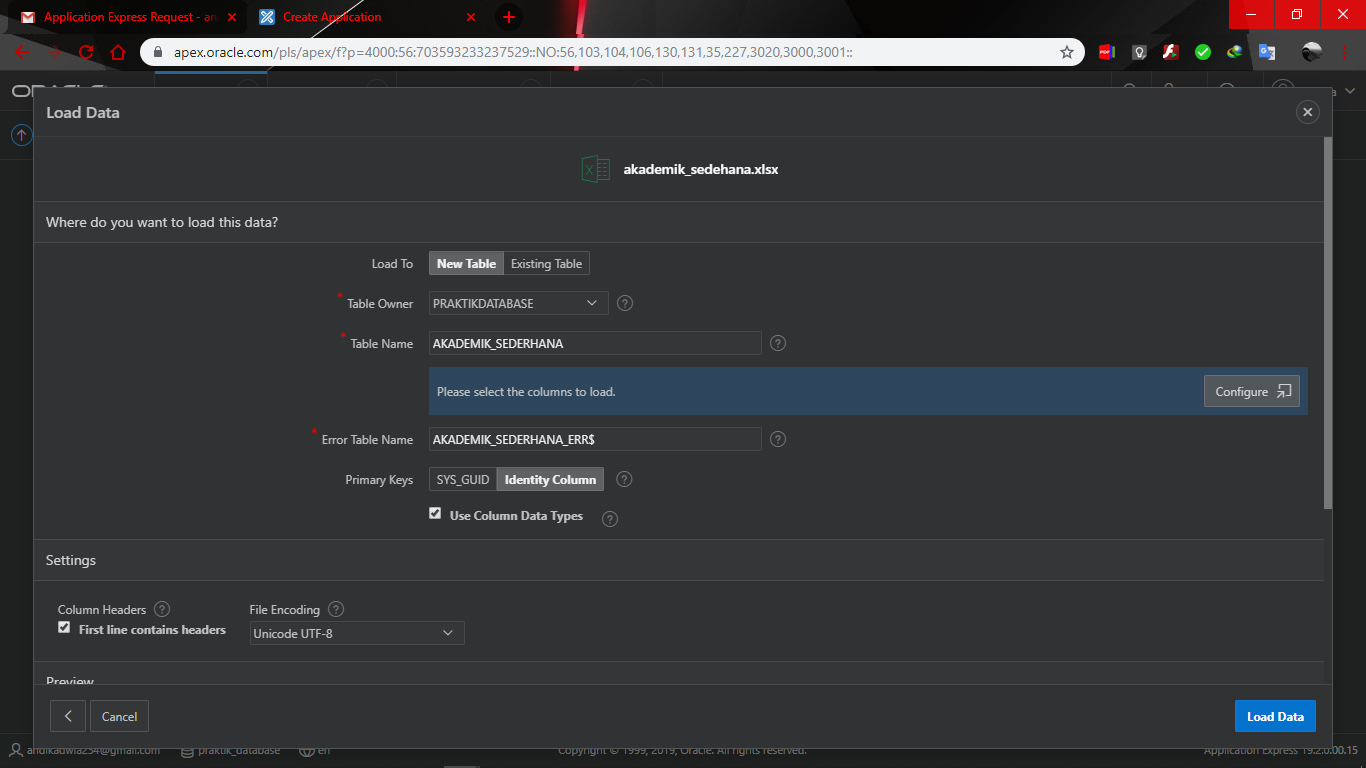 Application Express Request - an
Create Application
apex.oracle.com/pls/apex/f?p=4000:56:703593233237529::NO:56,103,104,106,130,131,35,227,3020,3000,3001::
Load Data
akademik_sedehana.xlsx
Where do you want to load this data?
Load To New Table Existing Table
* Table Owner PRAKTIKDATABASE ?
* Table Name AKADEMIK_SEDERHANA ?
Please select the columns to load. Configure
* Error Table Name AKADEMIK_SEDERHANA_ERR$ ?
Primary Keys SYS_GUID Identity Column ?
Use Column Data Types ?
Settings
Column Headers ? File Encoding ?
First line contains headers Unicode UTF-8
Preview
Cancel Load Data
andikadwia234@gmail.com praktik_database en Copyright © 1999, 2019, Oracle. All rights reserved. Application Express 19.2.0.00.15